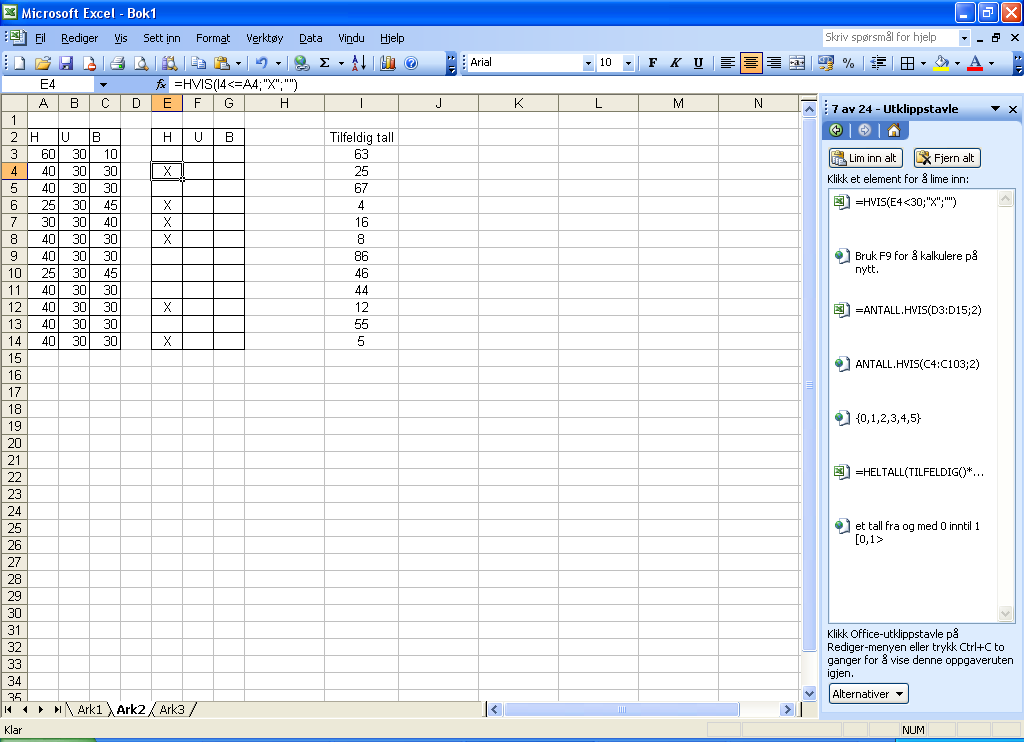 Microsoft Excel - Bok1
Fil Rediger Vis Sett inn Format Verktøy Data Vindu Hjelp
Skriv spørsmål for hjelp
Arial 10 F K U
E4 fx =HVIS(I4<=A4;"X";"")
A B C D E F G H I J K L M N
1
2 H U B H U B Tilfeldig tall
3 60 30 10 63
4 40 30 30 X 25
5 40 30 30 67
6 25 30 45 X 4
7 30 30 40 X 16
8 40 30 30 X 8
9 40 30 30 86
10 25 30 45 46
11 40 30 30 44
12 40 30 30 X 12
13 40 30 30 55
14 40 30 30 X 5
15
16
17
18
19
20
21
22
23
24
25
26
27
28
29
30
31
32
33
34
35
7 av 24 - Utklippstavle
Lim inn alt Fjern alt
Klikk et element for å lime inn:
=HVIS(E4<30;"X";"")
Bruk F9 for å kalkulere på
nytt.
=ANTALL.HVIS(D3:D15;2)
ANTALL.HVIS(C4:C103;2)
{0,1,2,3,4,5}
=HELTALL(TILFELDIG()*...
et tall fra og med 0 inntil 1
[0,1>
Klikk Office-utklippstavle på
Rediger-menyen eller trykk Ctrl+C to
ganger for å vise denne oppgaveruten
igjen.
Alternativer
Ark1 Ark2 Ark3
Klar NUM